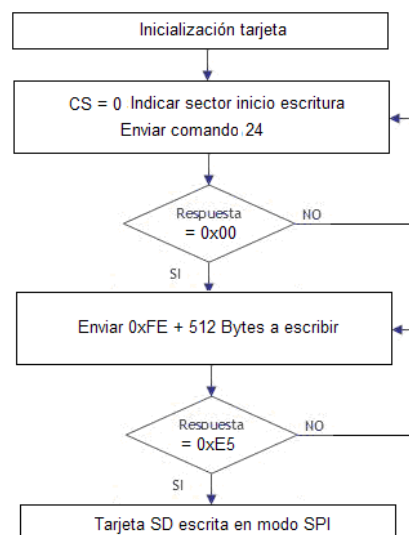 Inicialización tarjeta
CS = 0 Indicar sector inicio escritura
Enviar comando 24
Respuesta
= 0x00
NO
SI
Enviar 0xFE + 512 Bytes a escribir
Respuesta
= 0xE5
NO
SI
Tarjeta SD escrita en modo SPI